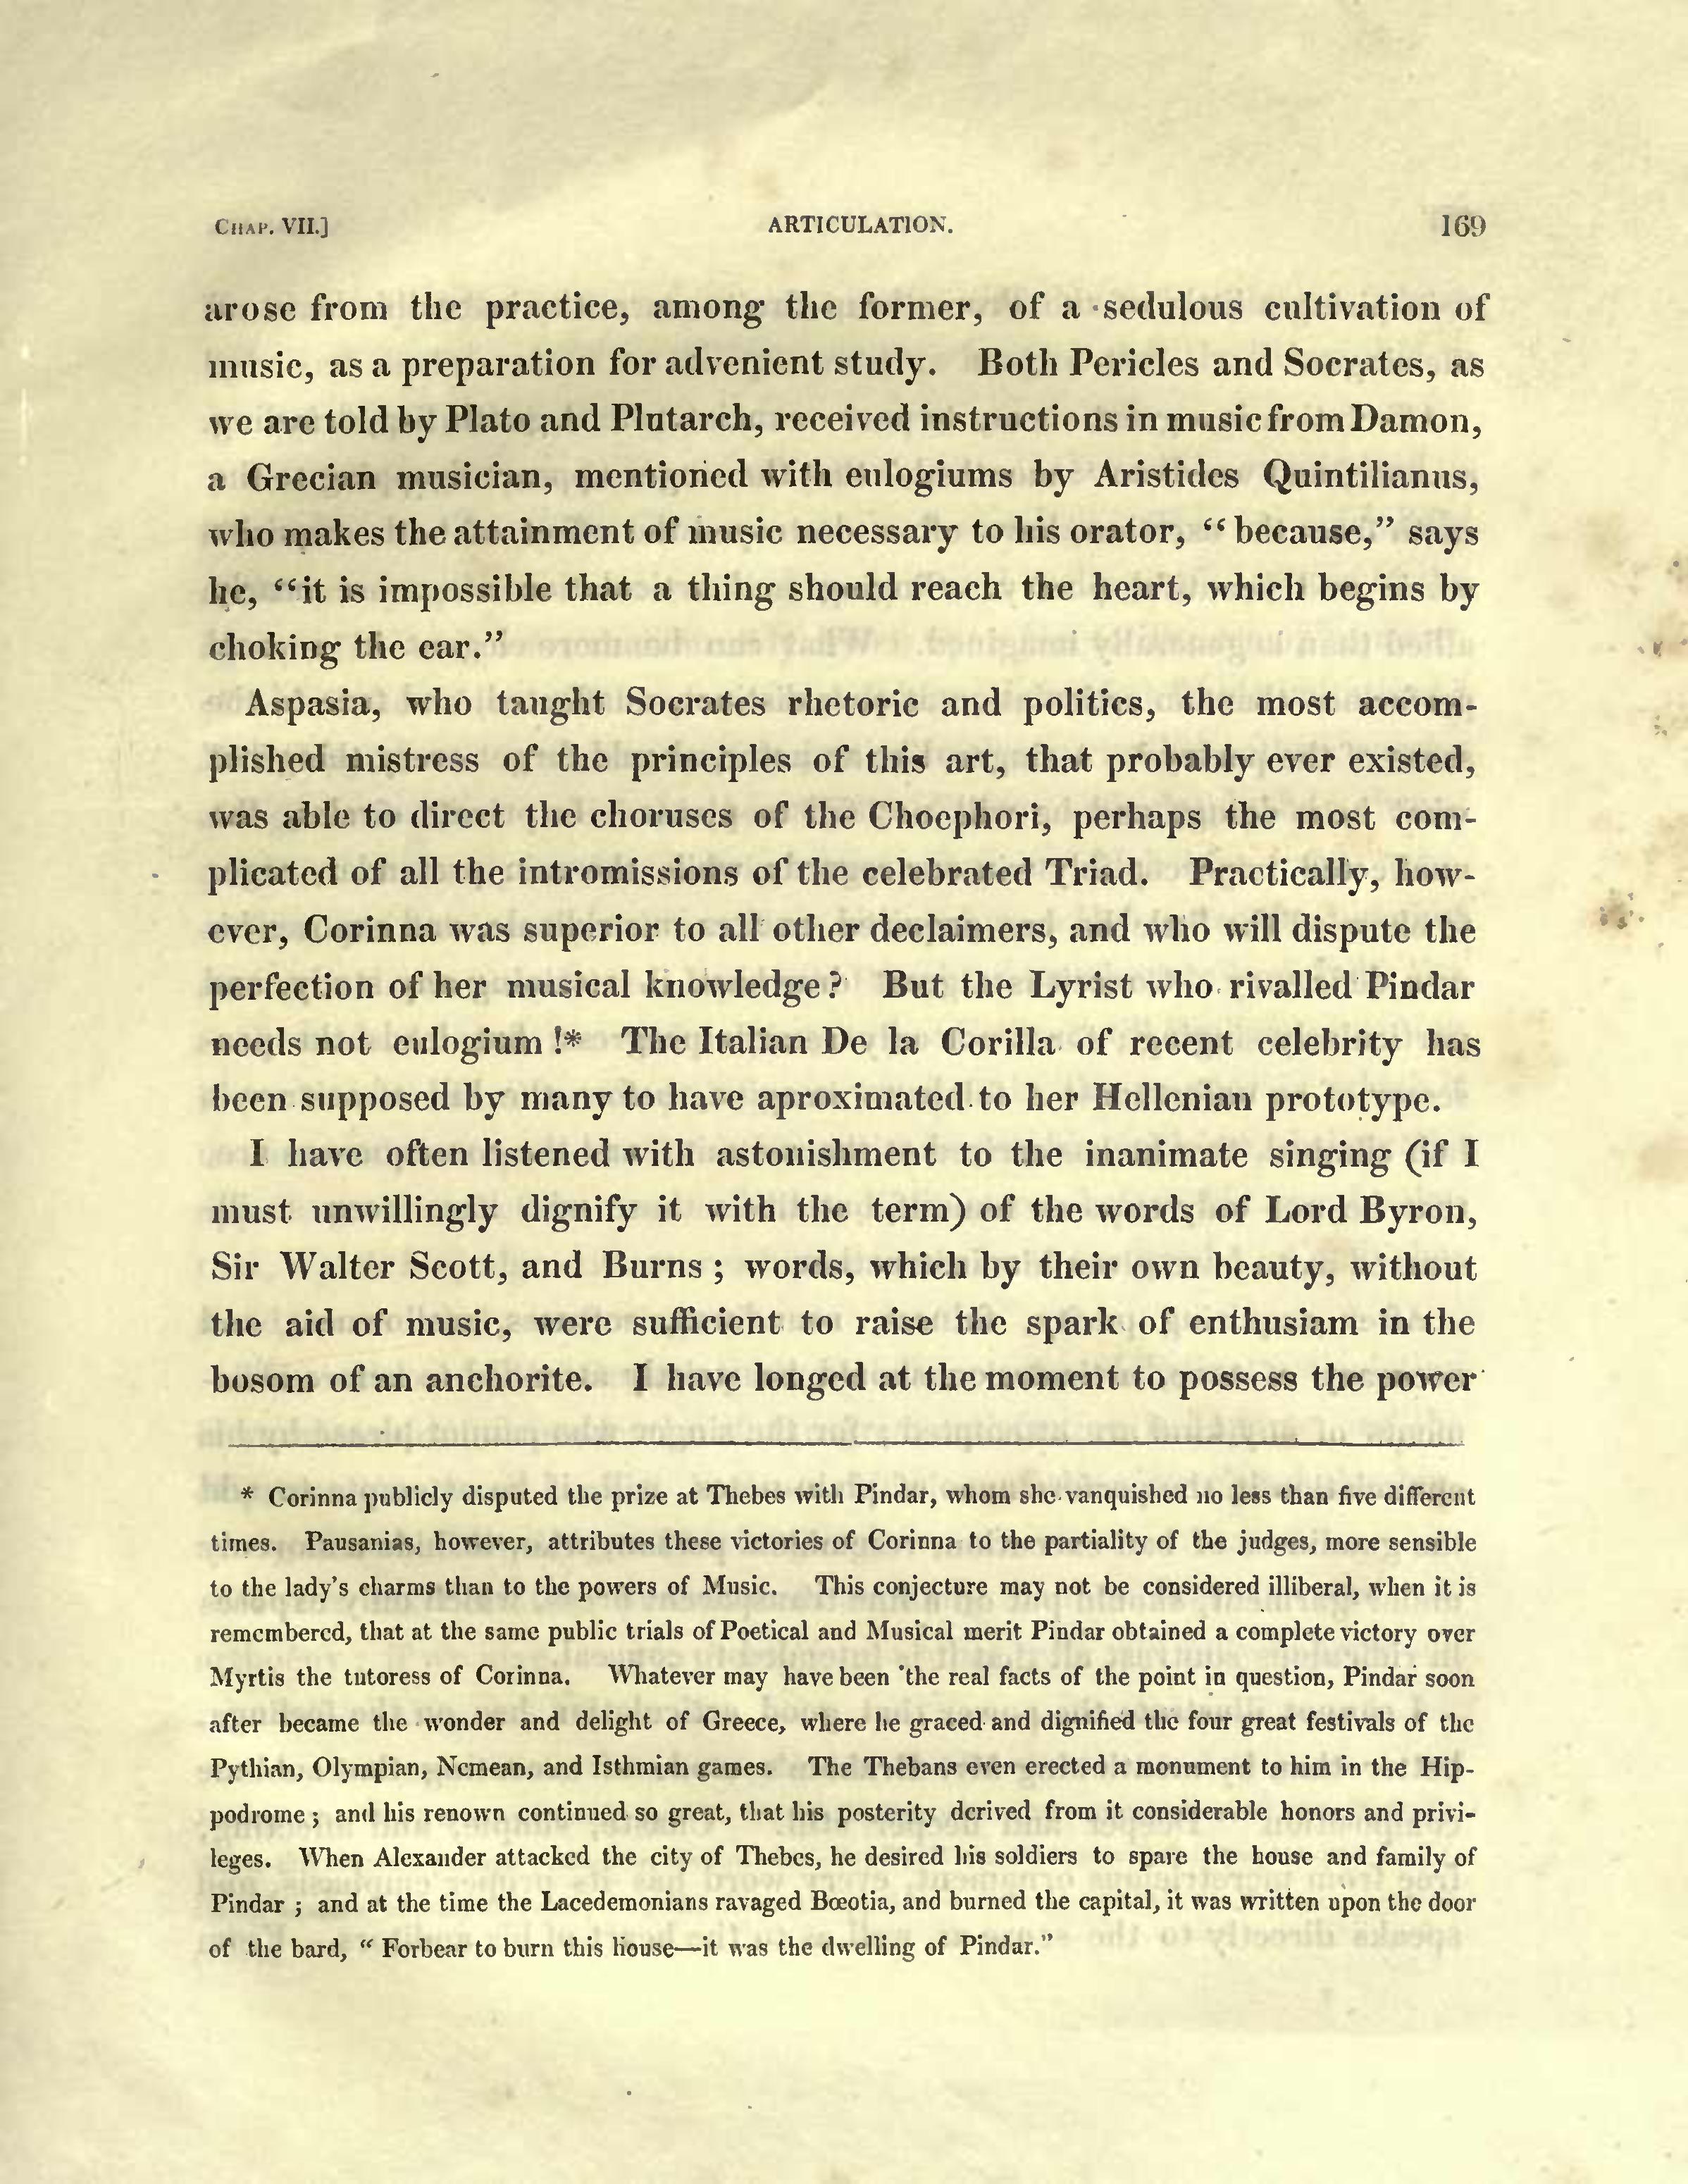 CHAP. VII.] ARTICULATION. 169
arose from the practice, among the former, of a sedulous cultivation of
music, as a preparation for advenient study. Both Pericles and Socrates, as
we are told by Plato and Plutarch, received instructions in music from Damon,
a Grecian musician, mentioned with eulogiums by Aristides Quintilianus,
who makes the attainment of music necessary to his orator, “because,” says
he, “it is impossible that a thing should reach the heart, which begins by
choking the ear.”
Aspasia, who taught Socrates rhetoric and politics, the most accom-
plished mistress of the principles of this art, that probably ever existed,
was able to direct the choruses of the Choephori, perhaps the most com-
plicated of all the intromissions of the celebrated Triad. Practically, how-
ever, Corinna was superior to all other declaimers, and who will dispute the
perfection of her musical knowledge? But the Lyrist who rivalled Pindar
needs not eulogium!* The Italian De la Corilla of recent celebrity has
been supposed by many to have aproximated to her Hellenian prototype.
I have often listened with astonishment to the inanimate singing (if I
must unwillingly dignify it with the term) of the words of Lord Byron,
Sir Walter Scott, and Burns; words, which by their own beauty, without
the aid of music, were sufficient to raise the spark of enthusiam in the
bosom of an anchorite. I have longed at the moment to possess the power
* Corinna publicly disputed the prize at Thebes with Pindar, whom she vanquished no less than five different
times. Pausanias, however, attributes these victories of Corinna to the partiality of the judges, more sensible
to the lady's charms than to the powers of Music. This conjecture may not be considered illiberal, when it is
remembered, that at the same public trials of Poetical and Musical merit Pindar obtained a complete victory over
Myrtis the tutoress of Corinna. Whatever may have been the real facts of the point in question, Pindar soon
after became the wonder and delight of Greece, where he graced and dignified the four great festivals of the
Pythian, Olympian, Nemean, and Isthmian games. The Thebans even erected a monument to him in the Hip-
podrome; and his renown continued so great, that his posterity derived from it considerable honors and privi-
leges. When Alexander attacked the city of Thebes, he desired his soldiers to spare the house and family of
Pindar; and at the time the Lacedemonians ravaged Bœotia, and burned the capital, it was written upon the door
of the bard, “Forbear to burn this house—it was the dwelling of Pindar.”